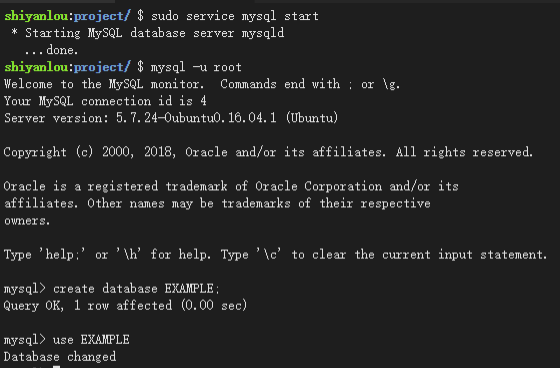 shiyanlou:project/ $ sudo service mysql start
* Starting MySQL database server mysqld
...done.
shiyanlou:project/ $ mysql -u root
Welcome to the MySQL monitor. Commands end with ; or \g.
Your MySQL connection id is 4
Server version: 5.7.24-0ubuntu0.16.04.1 (Ubuntu)
Copyright (c) 2000, 2018, Oracle and/or its affiliates. All rights reserved.
Oracle is a registered trademark of Oracle Corporation and/or its
affiliates. Other names may be trademarks of their respective
owners.
Type 'help;' or '\h' for help. Type '\c' to clear the current input statement.
mysql> create database EXAMPLE;
Query OK, 1 row affected (0.00 sec)
mysql> use EXAMPLE
Database changed